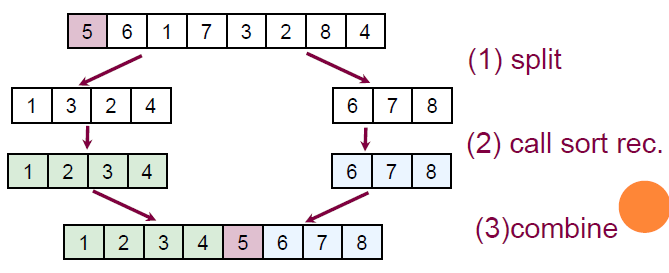 5 6 1 7 3 2 8 4
(1) split
1 3 2 4
6 7 8
(2) call sort rec.
1 2 3 4
6 7 8
(3)combine
1 2 3 4 5 6 7 8